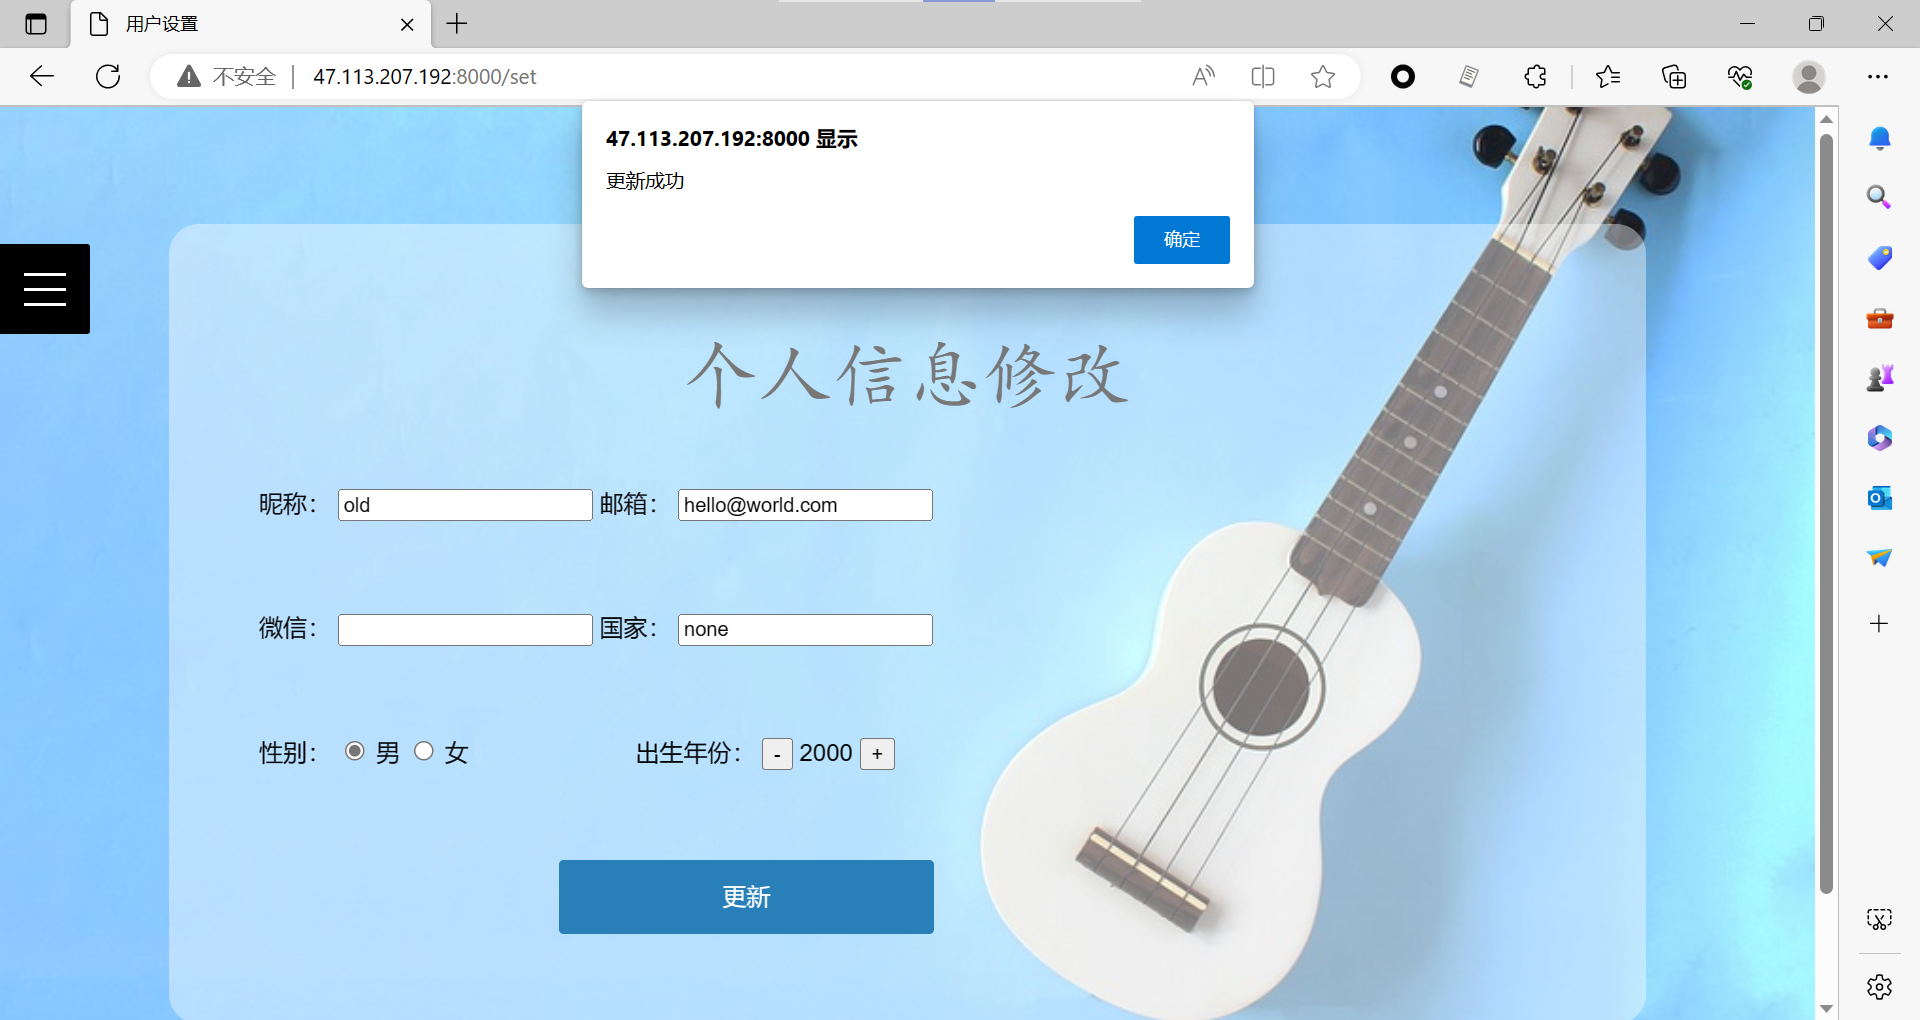 用户设置
不安全 47.113.207.192:8000/set
47.113.207.192:8000 显示
更新成功
确定
个人信息修改
昵称： old 邮箱： hello@world.com
微信： 国家： none
性别： 男 女 出生年份： - 2000 +
更新